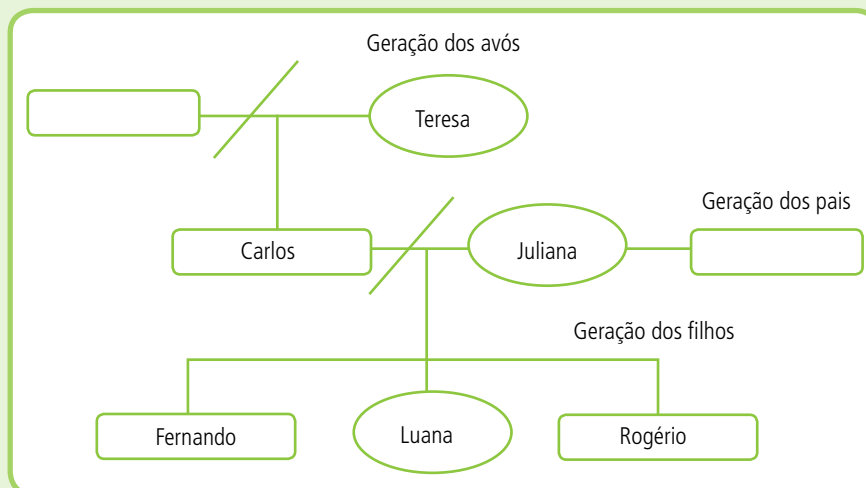 Geração dos avós
Teresa
Geração dos pais
Carlos
Juliana
Geração dos filhos
Fernando
Luana
Rogério